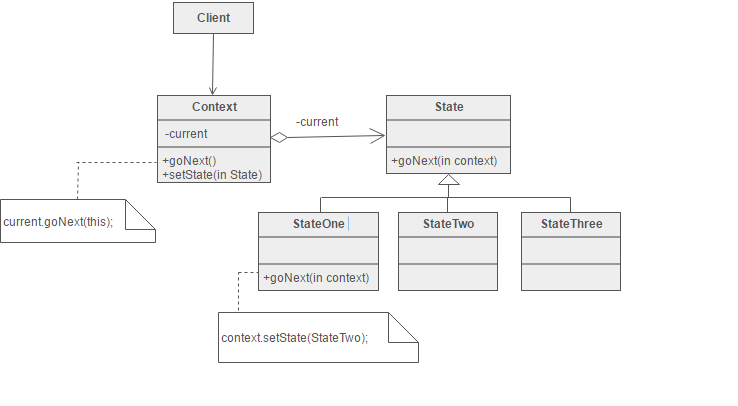 Client
Context
-current
+goNext()
+setState(in State)
-current
State
+goNext(in context)
current.goNext(this);
StateOne
+goNext(in context)
StateTwo
StateThree
context.setState(StateTwo);